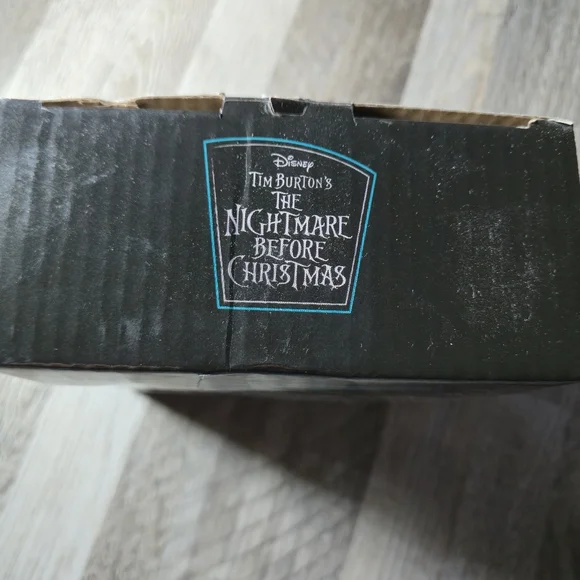 Disney
TIM BURTON'S
THE
NIGHTMARE
BEFORE
CHRISTMAS